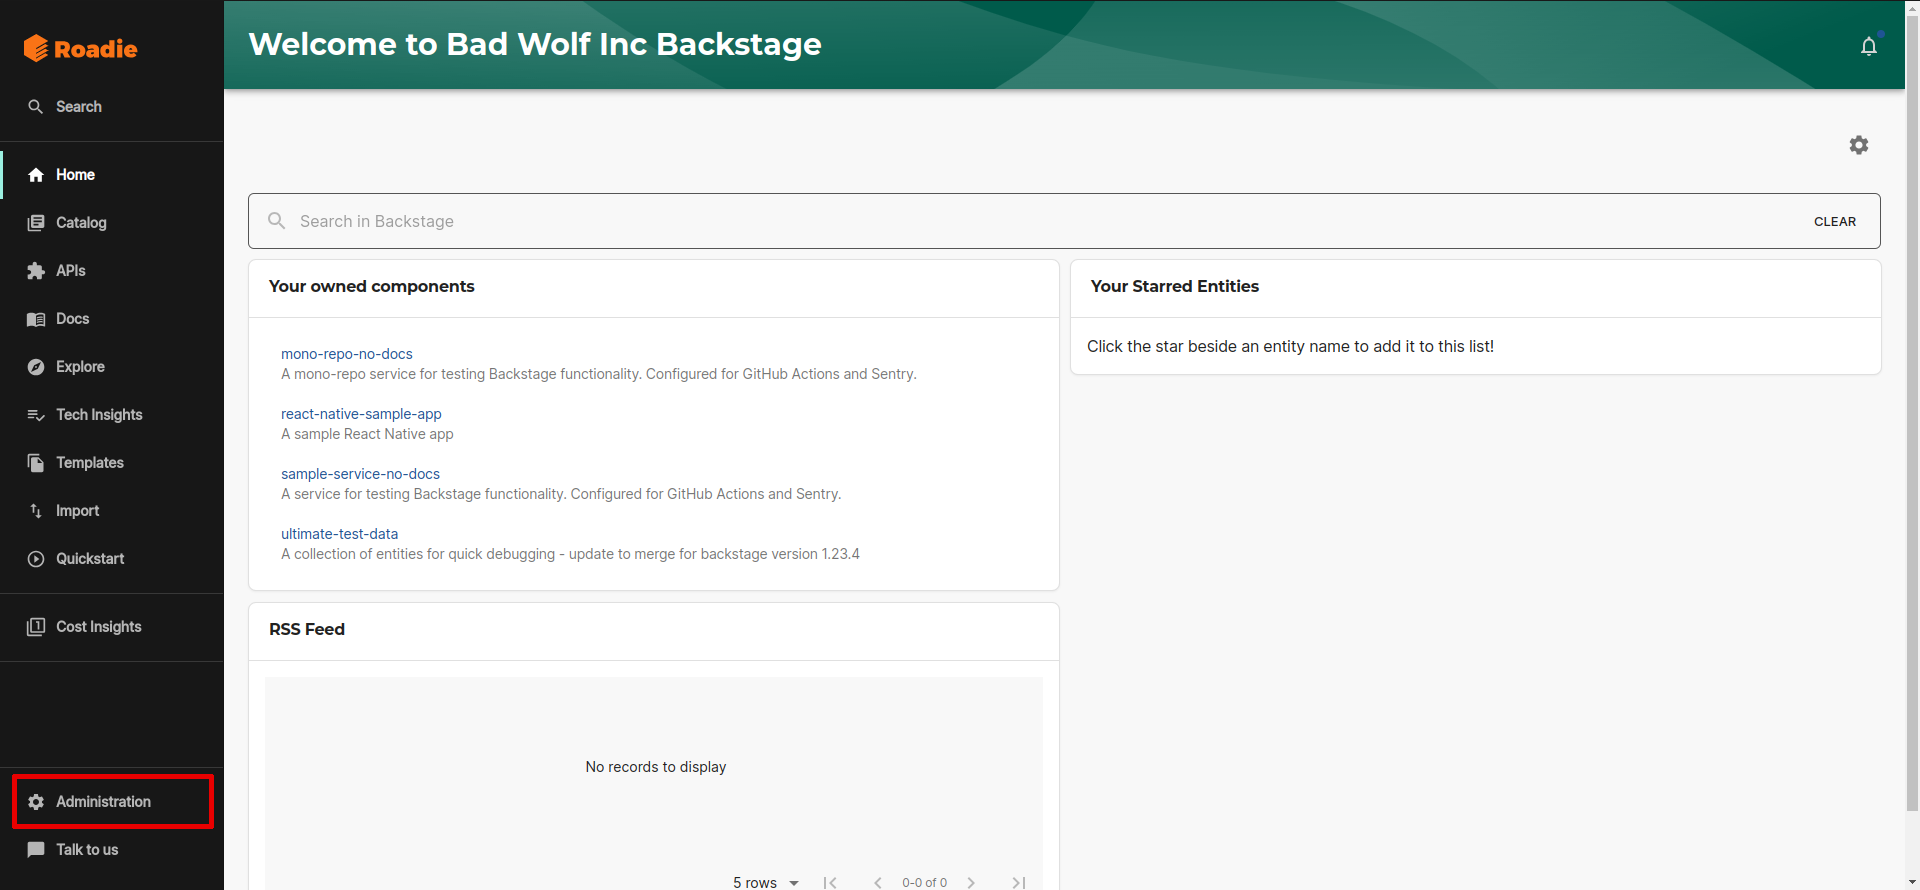 Roadie
Search
Home
Catalog
APIs
Docs
Explore
Tech Insights
Templates
Import
Quickstart
1
Cost Insights
Administration
Talk to us
Welcome to Bad Wolf Inc Backstage
Search in Backstage
CLEAR
Your owned components
mono-repo-no-docs
A mono-repo service for testing Backstage functionality. Configured for GitHub Actions and Sentry.
react-native-sample-app
A sample React Native app
sample-service-no-docs
A service for testing Backstage functionality. Configured for GitHub Actions and Sentry.
ultimate-test-data
A collection of entities for quick debugging - update to merge for backstage version 1.23.4
Your Starred Entities
Click the star beside an entity name to add it to this list!
RSS Feed
No records to display
5 rows
0-0 of 0